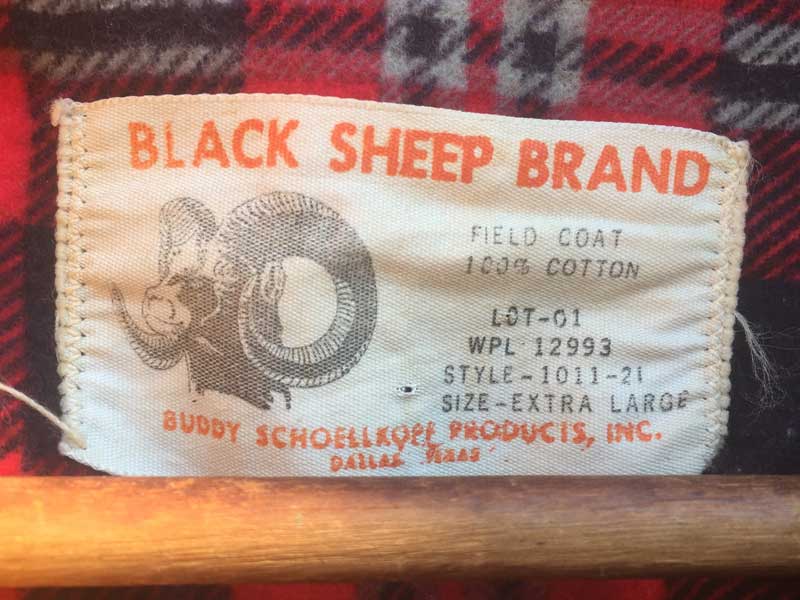 BLACK SHEEP BRAND
FIELD COAT
100% COTTON
LOT-01
WPL 12993
STYLE-1011-21
SIZE-EXTRA LARGE
BUDDY SCHOELLKOPF PRODUCTS, INC.
DALLAS TEXAS